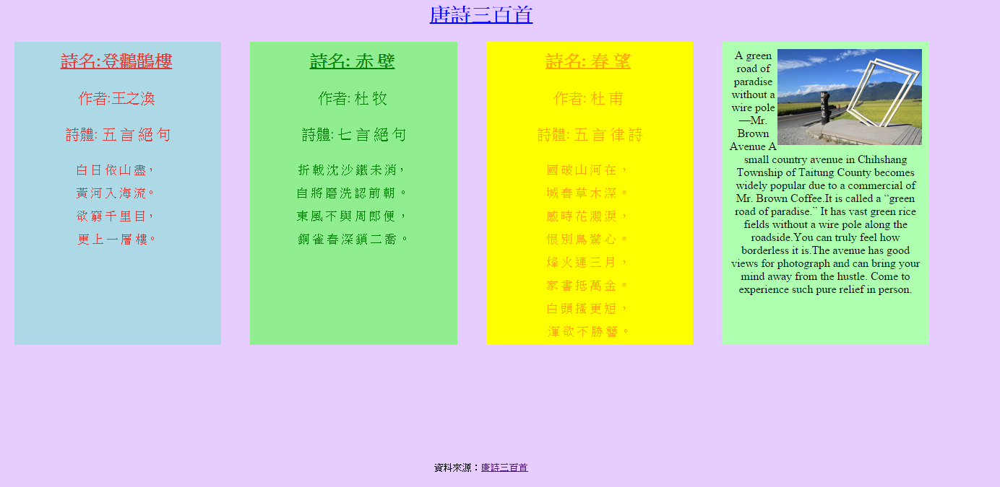 唐詩三百首
詩名:登鸛鵲樓
作者:王之渙
詩體: 五 言 絕 句
白 日 依 山 盡，
黃 河 入 海 流。
欲 窮 千 里 目，
更 上 一 層 樓。
詩名: 赤 壁
作者: 杜 牧
詩體: 七 言 絕 句
折 戟 沈 沙 鐵 未 消，
自 將 磨 洗 認 前 朝 。
東 風 不 與 周 郎 便 ，
銅 雀 春 深 鎖 二 喬 。
詩名: 春 望
作者: 杜 甫
詩體: 五 言 律 詩
國 破 山 河 在 ，
城 春 草 木 深 。
感 時 花 濺 淚 ，
恨 別 鳥 驚 心 。
烽 火 連 三 月 ，
家 書 抵 萬 金 。
白 頭 搔 更 短 ，
渾 欲 不 勝 簪 。
A green
road of
paradise
without a
wire pole
—Mr.
Brown
Avenue A
small country avenue in Chihshang
Township of Taitung County becomes
widely popular due to a commercial of
Mr. Brown Coffee.It is called a “green
road of paradise.” It has vast green rice
fields without a wire pole along the
roadside.You can truly feel how
borderless it is.The avenue has good
views for photograph and can bring your
mind away from the hustle. Come to
experience such pure relief in person.
資料來源：唐詩三百首